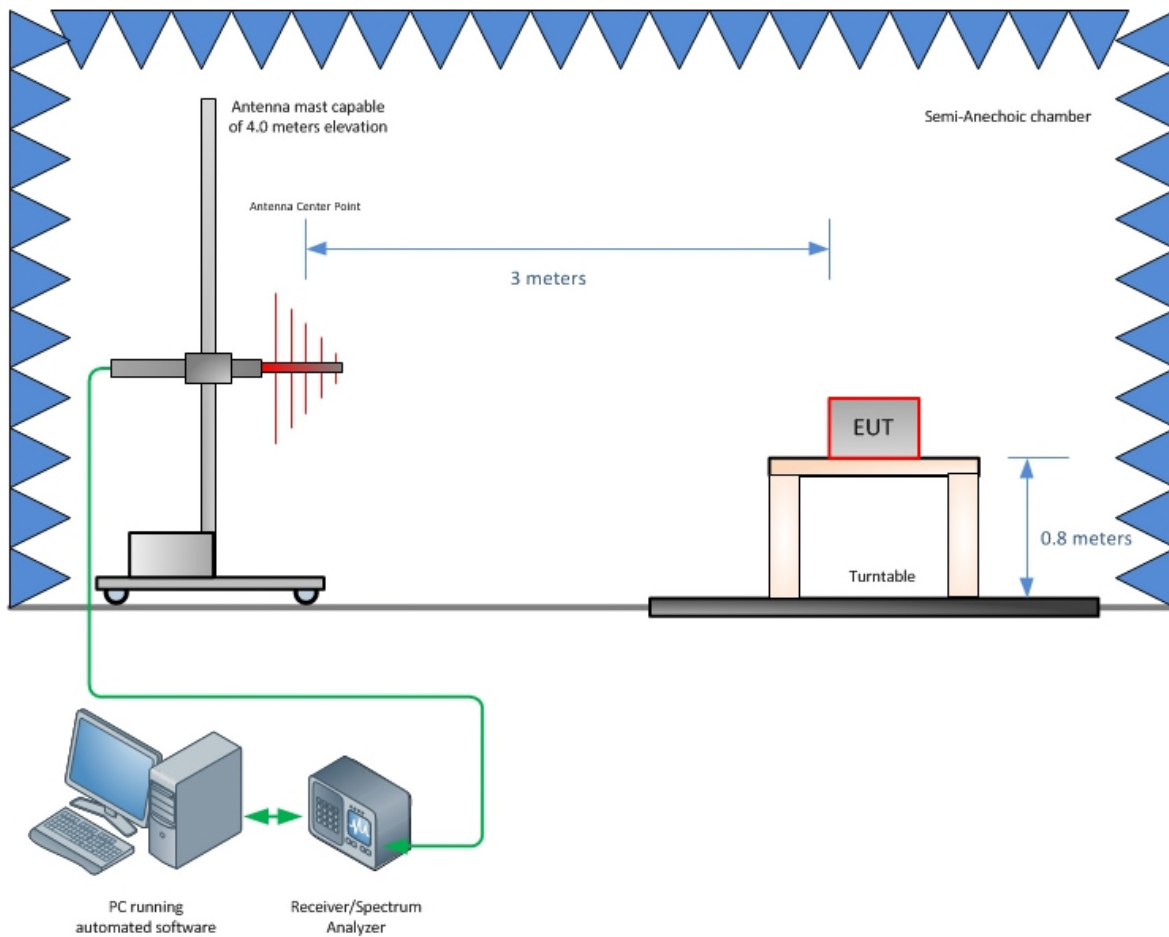 Antenna mast capable
of 4.0 meters elevation
Semi-Anechoic chamber
Antenna Center Point
3 meters
EUT
0.8 meters
Turntable
PC running
automated software
Receiver/Spectrum
Analyzer